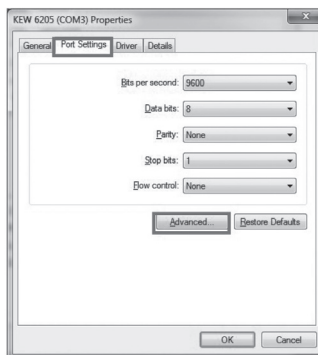 KEW 6205 (COM3) Properties
General Port Settings Driver Details
Bits per second: 9600
Data bits: 8
Parity: None
Stop bits: 1
Flow control: None
Advanced... Restore Defaults
OK Cancel